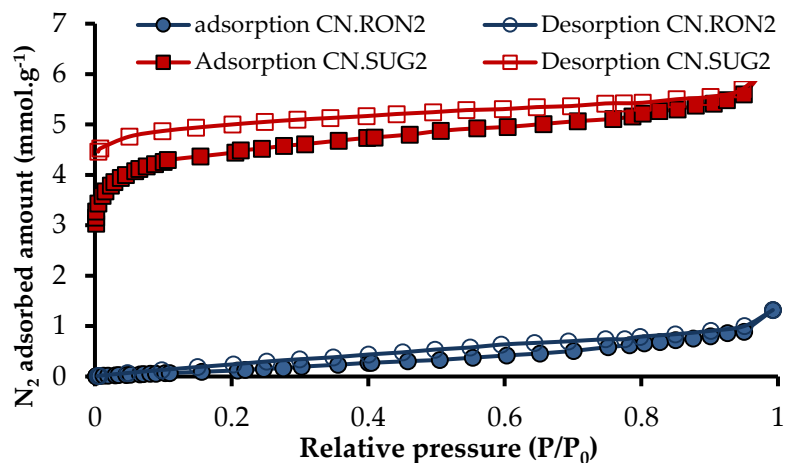 7
adsorption CN.RON2
Desorption CN.RON2
Adsorption CN.SUG2
Desorption CN.SUG2
6
5
4
3
2
1
0
N₂ adsorbed amount (mmol.g⁻¹)
0 0.2 0.4 0.6 0.8 1
Relative pressure (P/P₀)